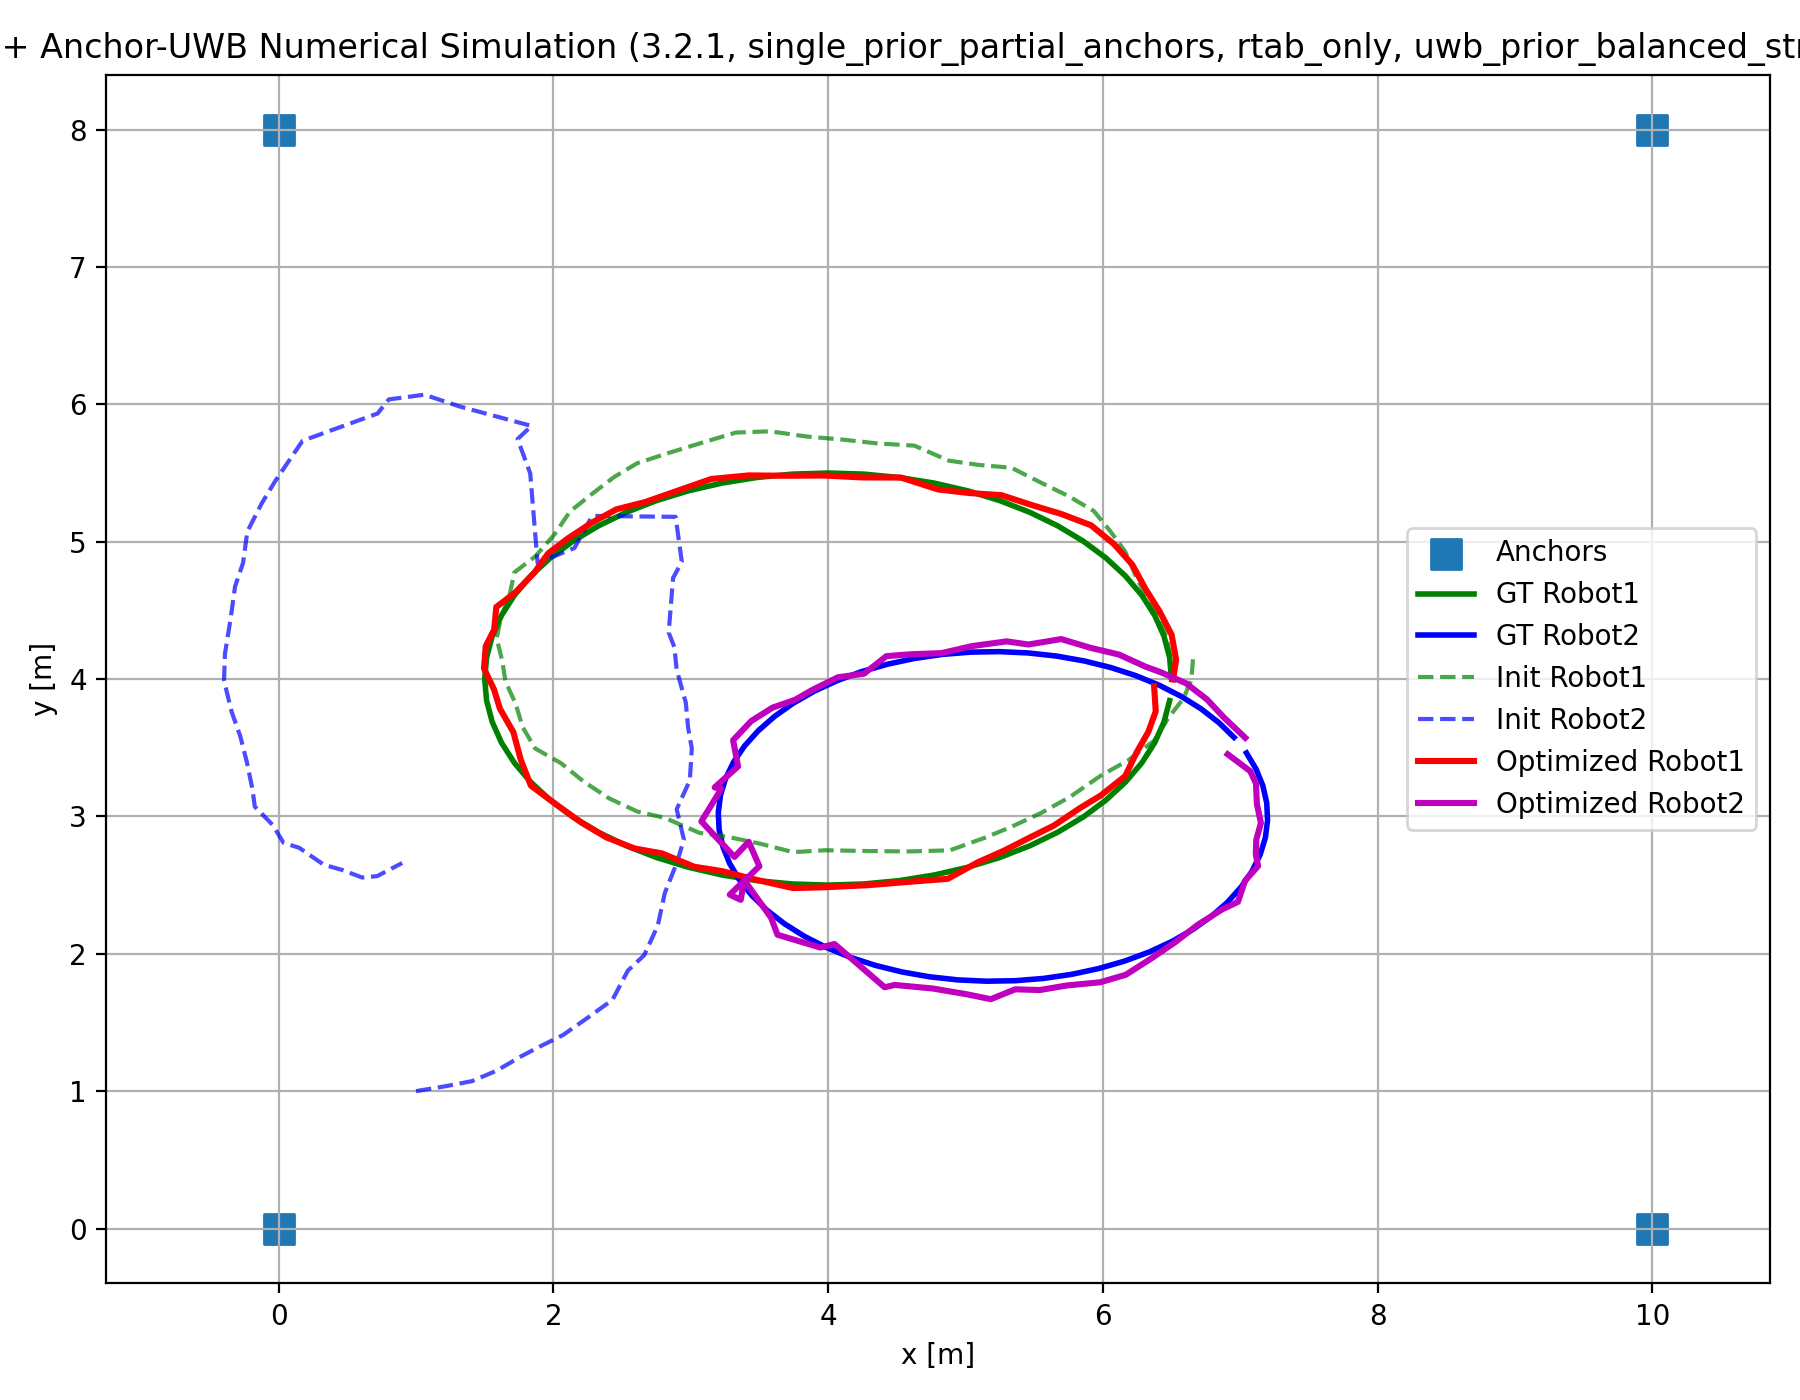 + Anchor-UWB Numerical Simulation (3.2.1, single_prior_partial_anchors, rtab_only, uwb_prior_balanced_str
8
7
6
5
4
3
2
1
0
y [m]
Anchors
GT Robot1
GT Robot2
Init Robot1
Init Robot2
Optimized Robot1
Optimized Robot2
0 2 4 6 8 10
x [m]